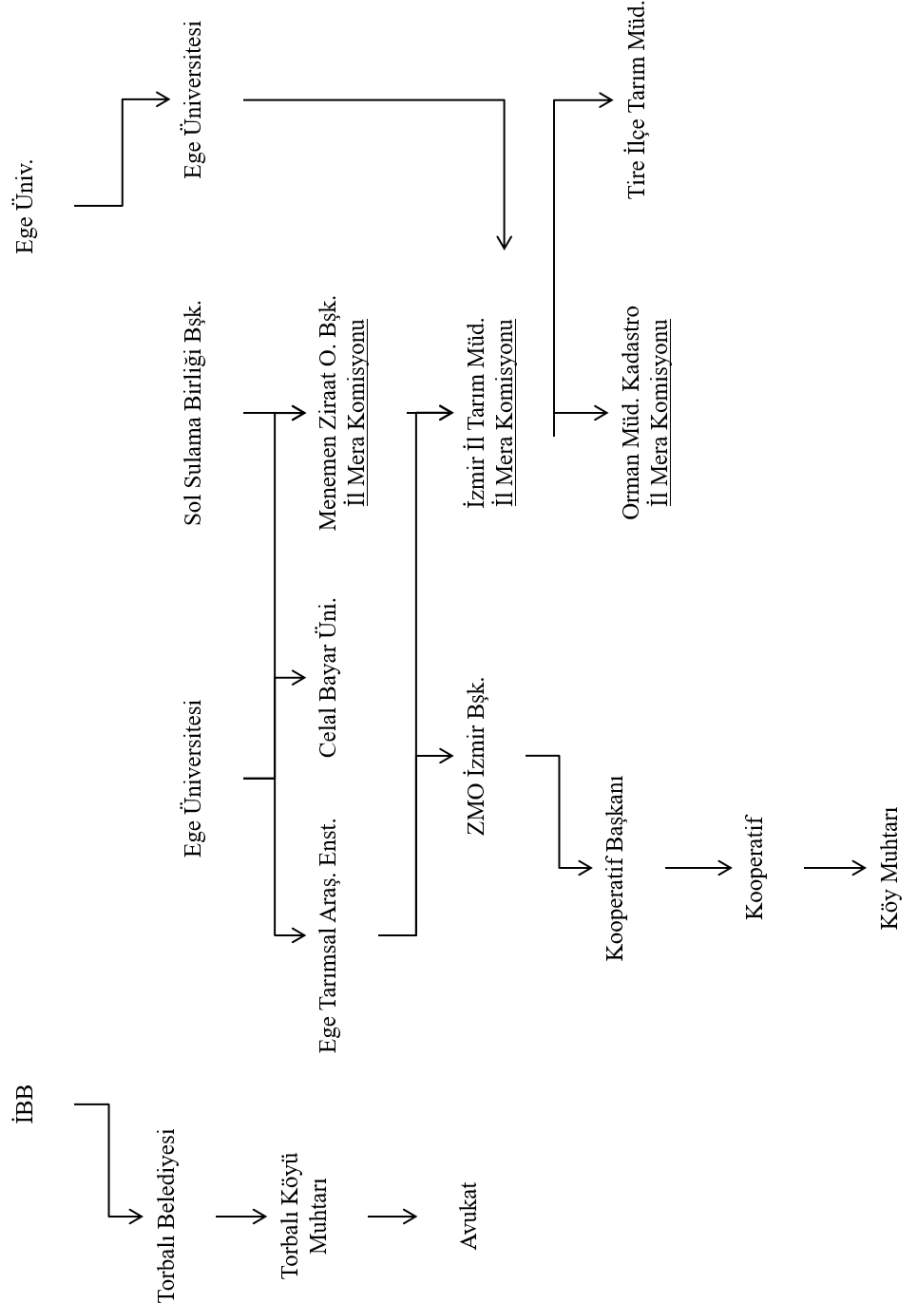 İBB
Ege Üniv.
Torbalı Belediyesi
Ege Üniversitesi
Sol Sulama Birliği Bşk.
Ege Üniversitesi
Torbalı Köyü
Muhtarı
Ege Tarımsal Araş. Enst.
Celal Bayar Üni.
Menemen Ziraat O. Bşk.
İl Mera Komisyonu
Avukat
ZMO İzmir Bşk.
İzmir İl Tarım Müd.
İl Mera Komisyonu
Kooperatif Başkanı
Orman Müd. Kadastro
İl Mera Komisyonu
Tire İlçe Tarım Müd.
Kooperatif
Köy Muhtarı